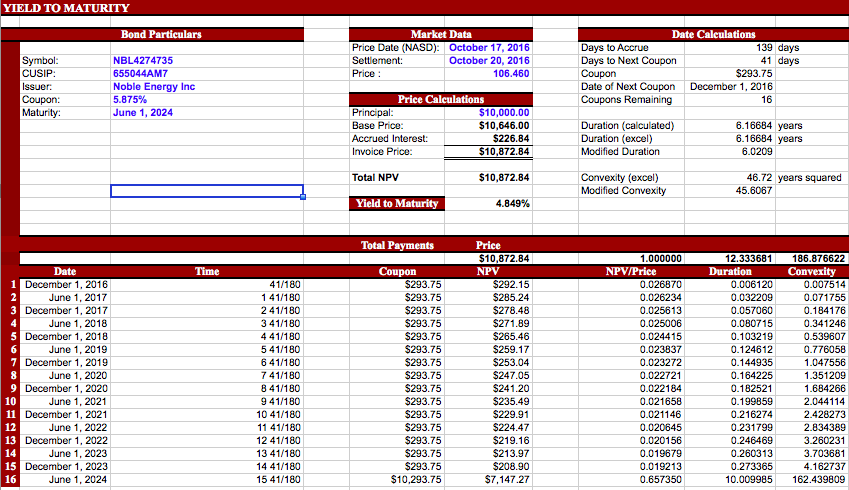 YIELD TO MATURITY
Bond Particulars Market Data Date Calculations
Price Date (NASD): October 17, 2016 Days to Accrue 139 days
Symbol: NBL4274735 Settlement: October 20, 2016 Days to Next Coupon 41 days
CUSIP: 655044AM7 Price : 106.460 Coupon $293.75
Issuer: Noble Energy Inc Date of Next Coupon December 1, 2016
Coupon: 5.875% Price Calculations Coupons Remaining 16
Maturity: June 1, 2024 Principal: $10,000.00
Base Price: $10,646.00 Duration (calculated) 6.16684 years
Accrued Interest: $226.84 Duration (excel) 6.16684 years
Invoice Price: $10,872.84 Modified Duration 6.0209
Total NPV $10,872.84 Convexity (excel) 46.72 years squared
Modified Convexity 45.6067
Yield to Maturity 4.849%
Total Payments Price
$10,872.84 1.000000 12.333681 186.876622
Date Time Coupon NPV NPV/Price Duration Convexity
1 December 1, 2016 41/180 $293.75 $292.15 0.026870 0.006120 0.007514
2 June 1, 2017 1 41/180 $293.75 $285.24 0.026234 0.032209 0.071755
3 December 1, 2017 2 41/180 $293.75 $278.48 0.025613 0.057060 0.184176
4 June 1, 2018 3 41/180 $293.75 $271.89 0.025006 0.080715 0.341246
5 December 1, 2018 4 41/180 $293.75 $265.46 0.024415 0.103219 0.539607
6 June 1, 2019 5 41/180 $293.75 $259.17 0.023837 0.124612 0.776058
7 December 1, 2019 6 41/180 $293.75 $253.04 0.023272 0.144935 1.047556
8 June 1, 2020 7 41/180 $293.75 $247.05 0.022721 0.164225 1.351209
9 December 1, 2020 8 41/180 $293.75 $241.20 0.022184 0.182521 1.684266
10 June 1, 2021 9 41/180 $293.75 $235.49 0.021658 0.199859 2.044114
11 December 1, 2021 10 41/180 $293.75 $229.91 0.021146 0.216274 2.428273
12 June 1, 2022 11 41/180 $293.75 $224.47 0.020645 0.231799 2.834389
13 December 1, 2022 12 41/180 $293.75 $219.16 0.020156 0.246469 3.260231
14 June 1, 2023 13 41/180 $293.75 $213.97 0.019679 0.260313 3.703681
15 December 1, 2023 14 41/180 $293.75 $208.90 0.019213 0.273365 4.162737
16 June 1, 2024 15 41/180 $10,293.75 $7,147.27 0.657350 10.009985 162.439809